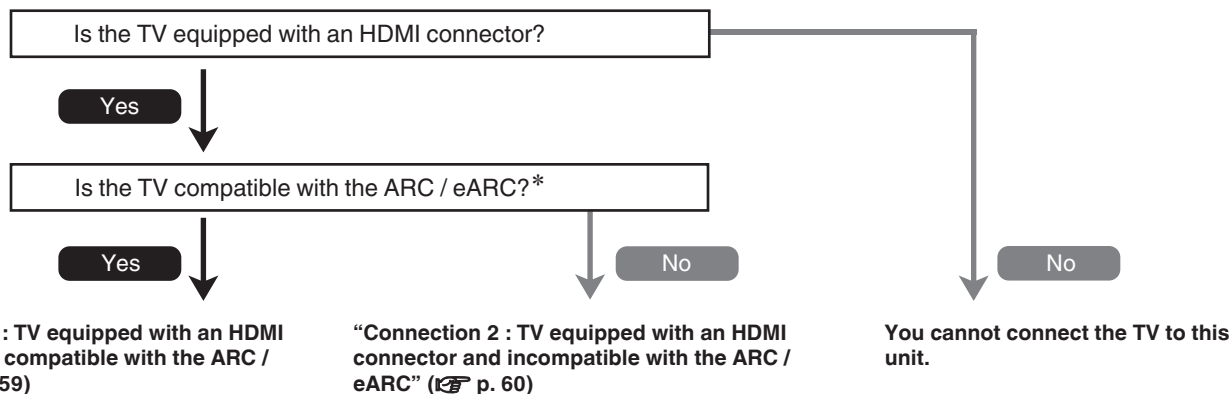 Is the TV equipped with an HDMI connector?
Yes
Is the TV compatible with the ARC / eARC?*
Yes
No
No
: TV equipped with an HDMI
compatible with the ARC /
59)
“Connection 2 : TV equipped with an HDMI
connector and incompatible with the ARC /
eARC” (☞ p. 60)
You cannot connect the TV to this
unit.